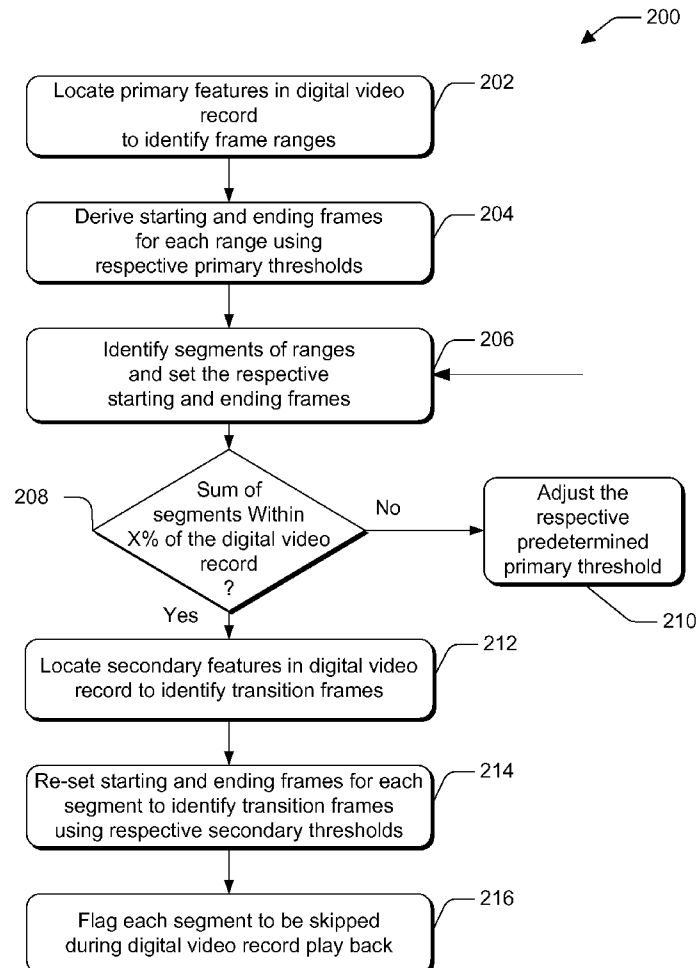 200
Locate primary features in digital video
record
to identify frame ranges
202
Derive starting and ending frames
for each range using
respective primary thresholds
204
Identify segments of ranges
and set the respective
starting and ending frames
206
208
Sum of
segments Within
X% of the digital video
record
?
No
Yes
Adjust the
respective
predetermined
primary threshold
210
Locate secondary features in digital video
record to identify transition frames
212
Re-set starting and ending frames for each
segment to identify transition frames
using respective secondary thresholds
214
Flag each segment to be skipped
during digital video record play back
216